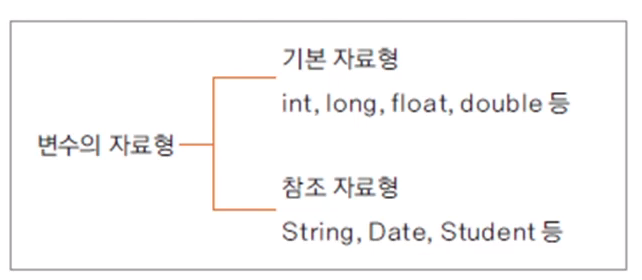 기본 자료형
int, long, float, double 등
변수의 자료형
참조 자료형
String, Date, Student 등